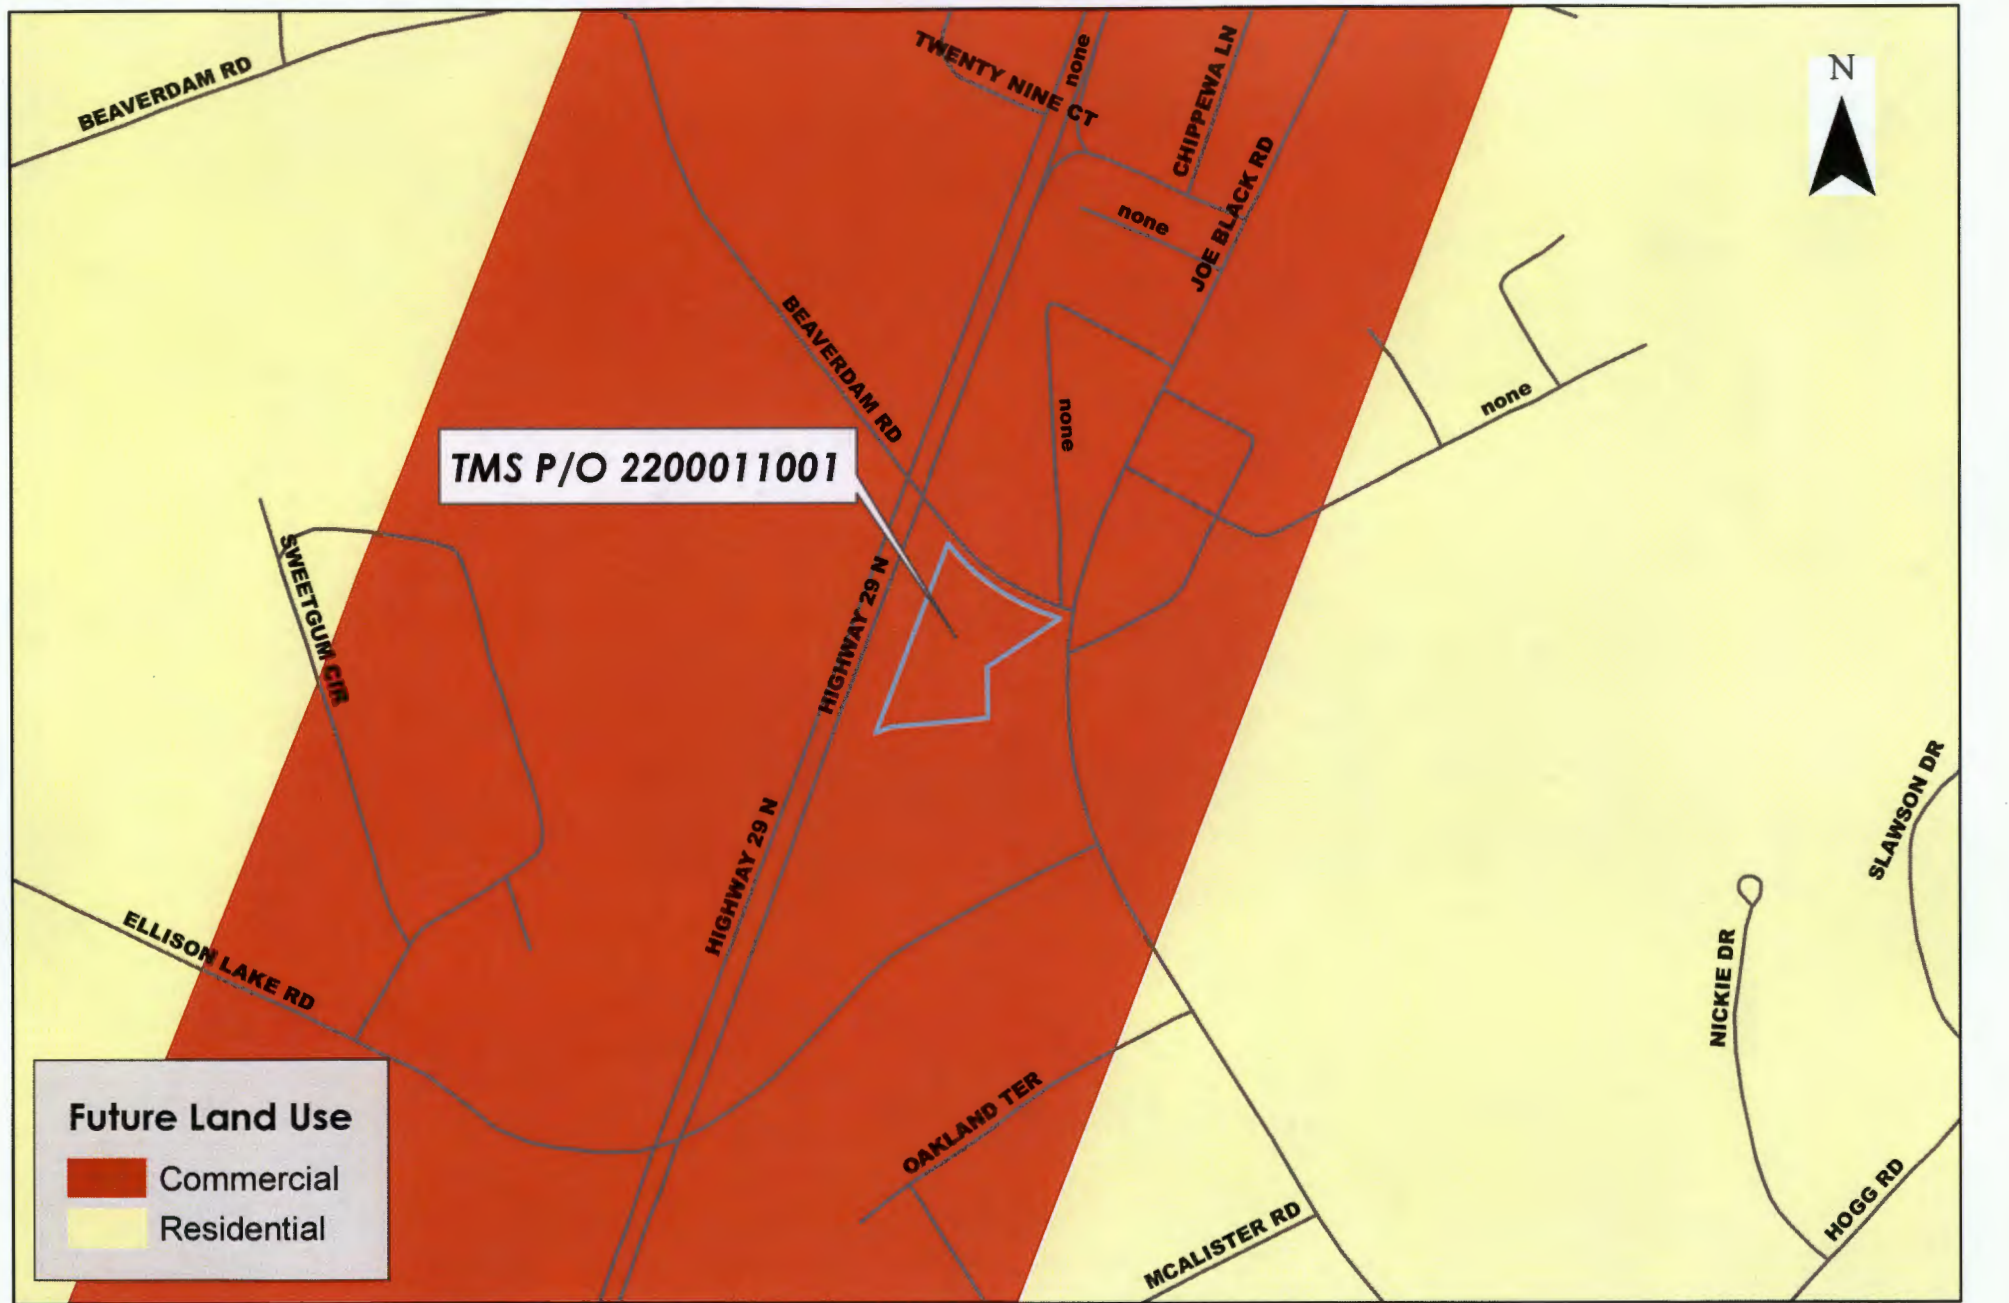 TWENTY NINE CT
none
CHIPPEWA LN
BEAVERDAM RD
N
JOE BLACK RD
none
BEAVERDAM RD
none
none
TMS P/O 2200011001
SWEETGUM CIR
HIGHWAY 29 N
HIGHWAY 29 N
SLAWSON DR
ELLISON LAKE RD
NICKIE DR
OAKLAND TER
HOGG RD
MCALISTER RD
Future Land Use
Commercial
Residential